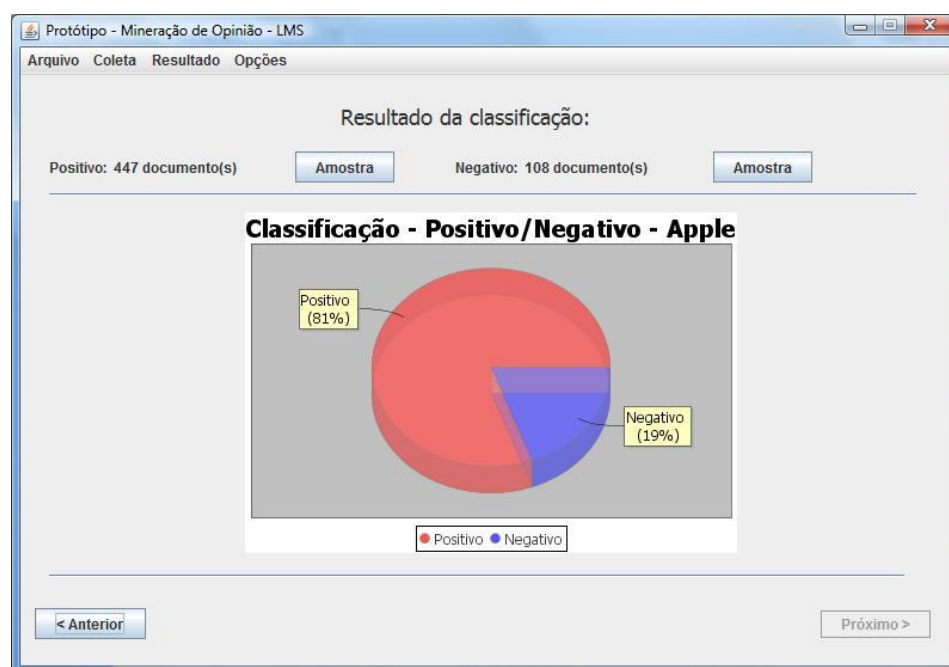 Protótipo - Mineração de Opinião - LMS
Arquivo Coleta Resultado Opções
Resultado da classificação:
Positivo: 447 documento(s) Amostra Negativo: 108 documento(s) Amostra
Classificação - Positivo/Negativo - Apple
Positivo
(81%)
Negativo
(19%)
Positivo Negativo
< Anterior Próximo >